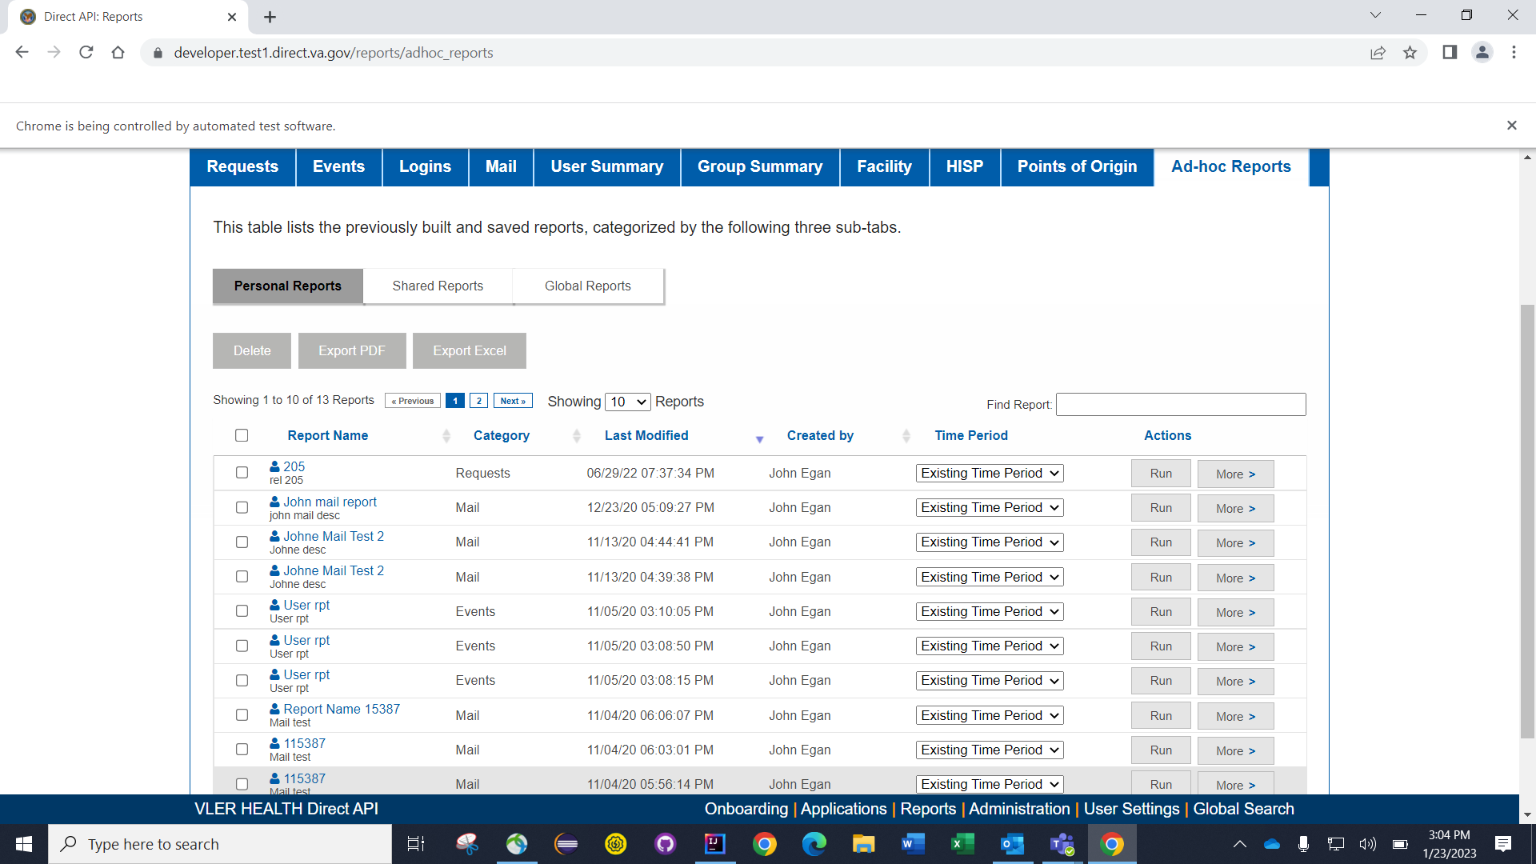 Direct API: Reports
developer.test1.direct.va.gov/reports/adhoc_reports
Chrome is being controlled by automated test software.
Requests Events Logins Mail User Summary Group Summary Facility HISP Points of Origin Ad-hoc Reports
This table lists the previously built and saved reports, categorized by the following three sub-tabs.
Personal Reports Shared Reports Global Reports
Delete Export PDF Export Excel
Showing 1 to 10 of 13 Reports « Previous 1 2 Next » Showing 10 Reports Find Report:
Report Name Category Last Modified Created by Time Period Actions
205 Requests 06/29/22 07:37:34 PM John Egan Existing Time Period Run More >
rel 205
John mail report Mail 12/23/20 05:09:27 PM John Egan Existing Time Period Run More >
john mail desc
Johne Mail Test 2 Mail 11/13/20 04:44:41 PM John Egan Existing Time Period Run More >
Johne desc
Johne Mail Test 2 Mail 11/13/20 04:39:38 PM John Egan Existing Time Period Run More >
Johne desc
User rpt Events 11/05/20 03:10:05 PM John Egan Existing Time Period Run More >
User rpt
User rpt Events 11/05/20 03:08:50 PM John Egan Existing Time Period Run More >
User rpt
User rpt Events 11/05/20 03:08:15 PM John Egan Existing Time Period Run More >
User rpt
Report Name 15387 Mail 11/04/20 06:06:07 PM John Egan Existing Time Period Run More >
Mail test
115387 Mail 11/04/20 06:03:01 PM John Egan Existing Time Period Run More >
Mail test
115387 Mail 11/04/20 05:56:14 PM John Egan Existing Time Period Run More >
Mail test
VLER HEALTH Direct API Onboarding | Applications | Reports | Administration | User Settings | Global Search
Type here to search
3:04 PM
1/23/2023